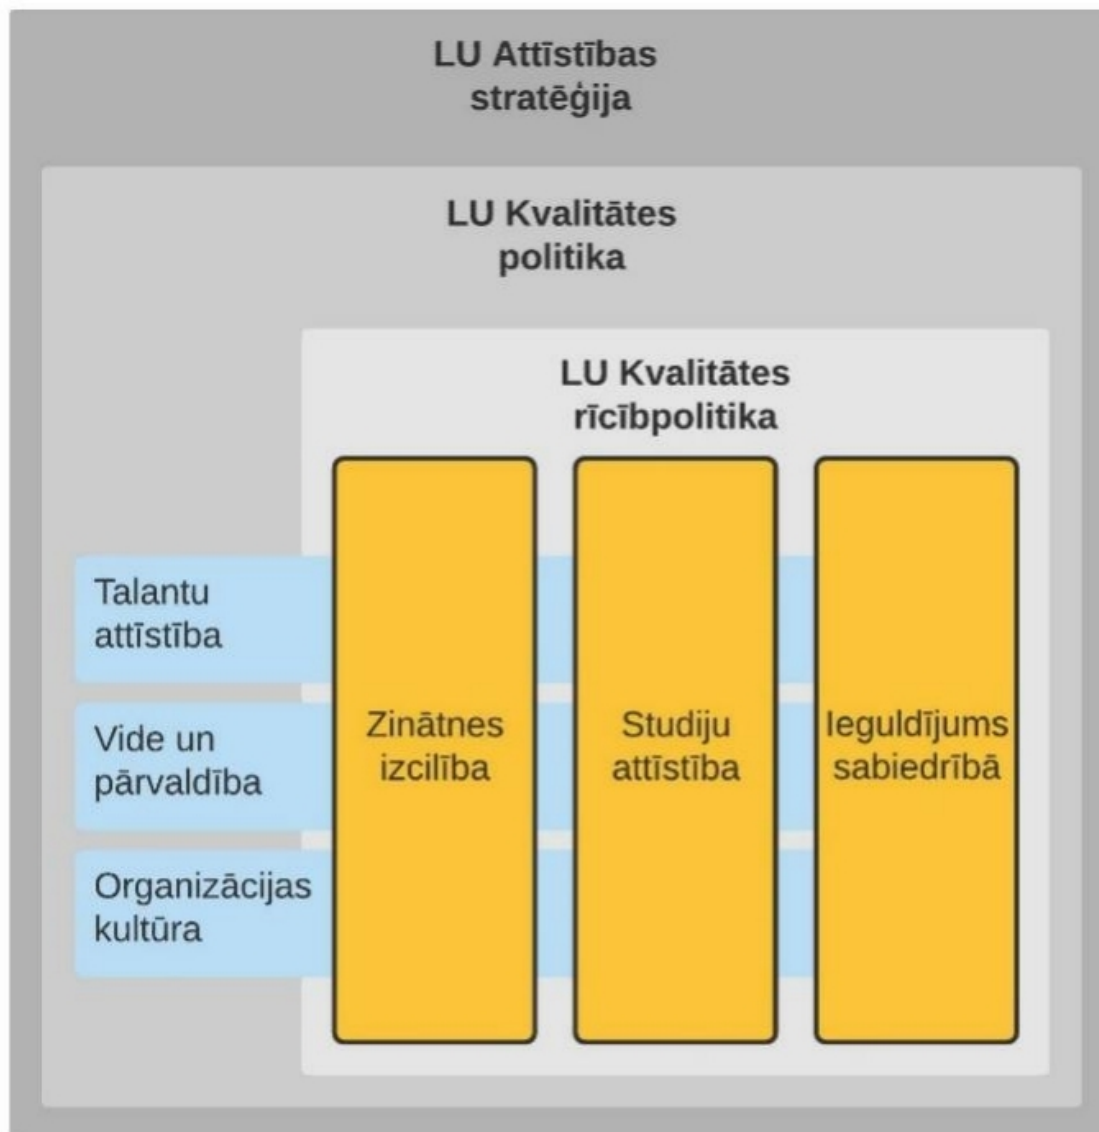 LU Attīstības
stratēģija
LU Kvalitātes
politika
LU Kvalitātes
rīcībpolitika
Talantu
attīstība
Vide un
pārvaldība
Organizācijas
kultūra
Zinātnes
izcilība
Studiju
attīstība
Ieguldījums
sabiedrībā